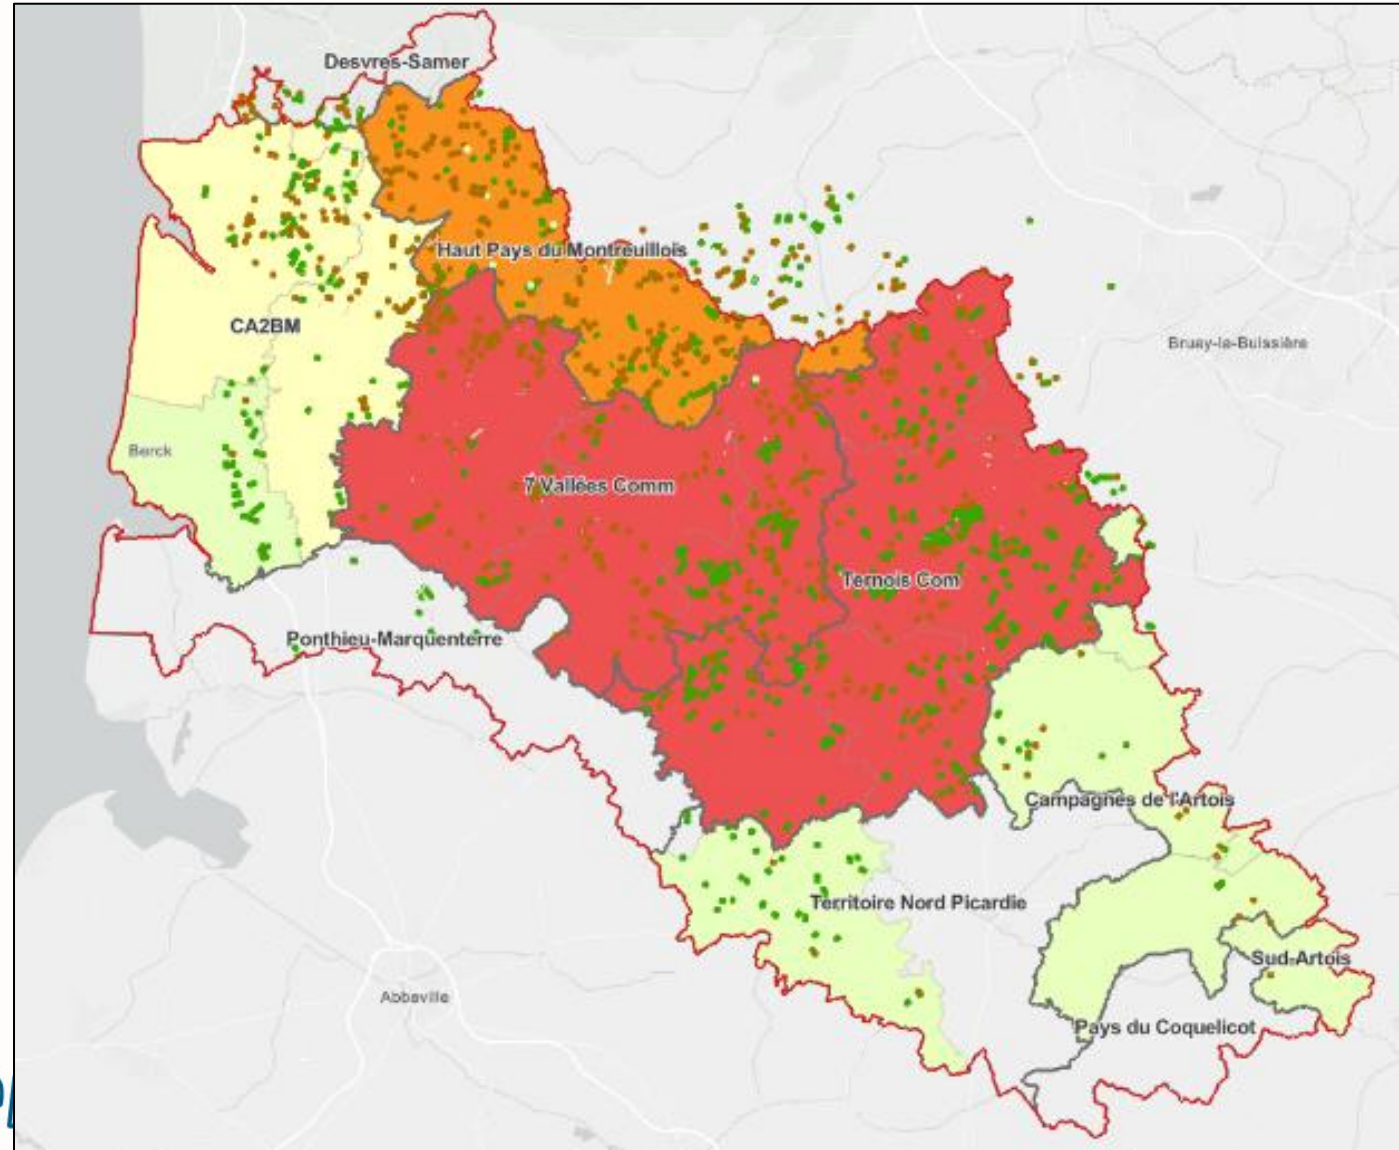 Desvres-Samer
Haut Pays du Montreuillois
CA2BM
Bruay-la-Buissière
Berck
7 Vallées Comm
Ternois Com
Ponthieu-Marquenterre
Campagnes de l'Artois
Territoire Nord Picardie
Sud-Artois
Abbeville
Pays du Coquelicot